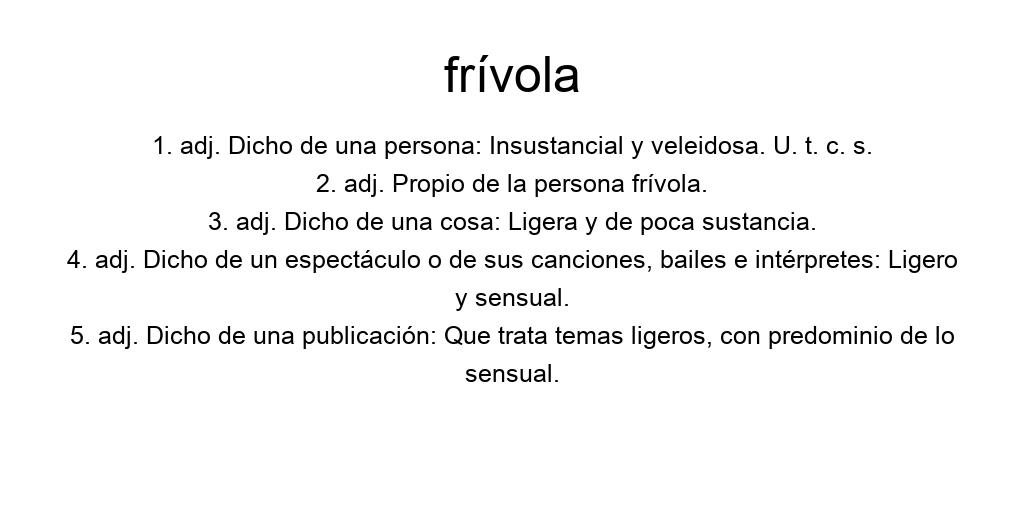 frívola
1. adj. Dicho de una persona: Insustancial y veleidosa. U. t. c. s.
2. adj. Propio de la persona frívola.
3. adj. Dicho de una cosa: Ligera y de poca sustancia.
4. adj. Dicho de un espectáculo o de sus canciones, bailes e intérpretes: Ligero
y sensual.
5. adj. Dicho de una publicación: Que trata temas ligeros, con predominio de lo
sensual.